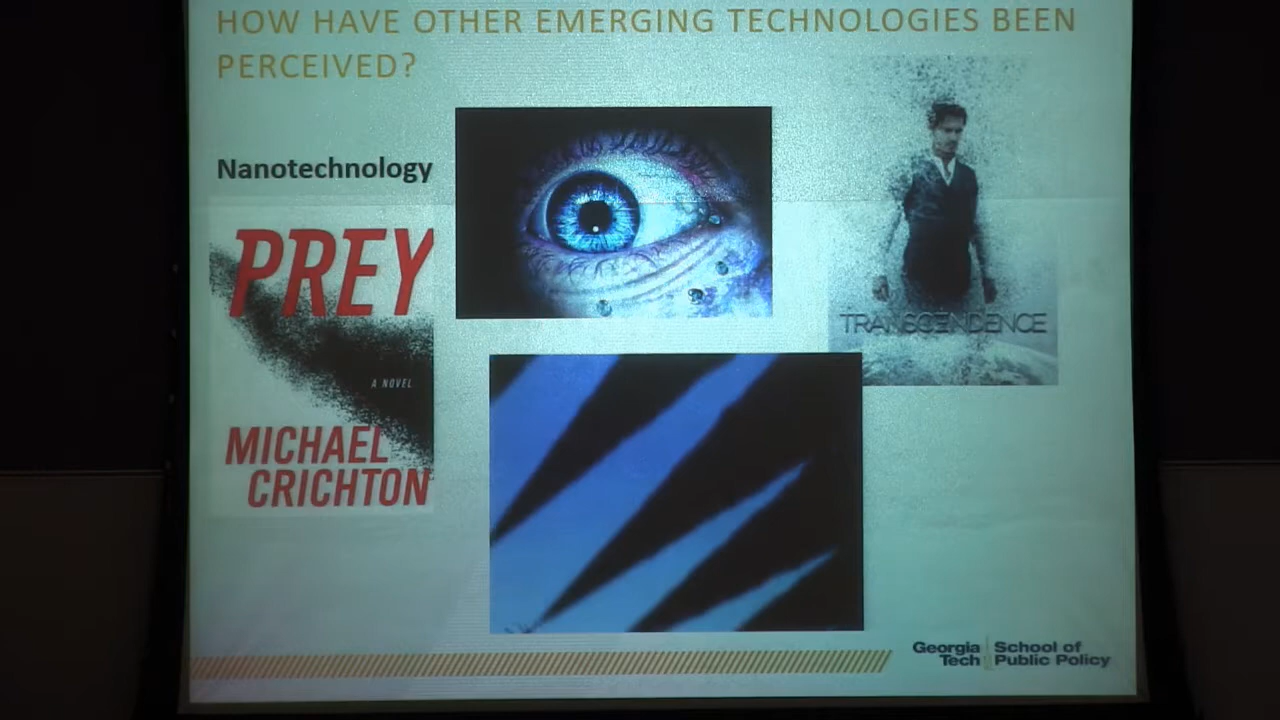 HOW HAVE OTHER EMERGING TECHNOLOGIES BEEN
PERCEIVED?
Nanotechnology
PREY
A NOVEL
MICHAEL
CRICHTON
TRANSCENDENCE
Georgia
Tech
School of
Public Policy